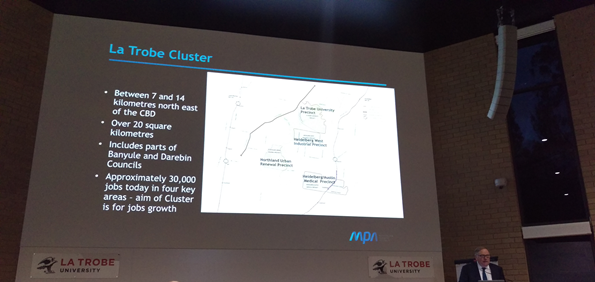 La Trobe Cluster
• Between 7 and 14
kilometres north east
of the CBD
• Over 20 square
kilometres
• Includes parts of
Banyule and Darebin
Councils
• Approximately 30,000
jobs today in four key
areas - aim of Cluster
is for jobs growth
La Trobe University
Precinct
Heidelberg West
Industrial Precinct
Northland Urban
Renewal Precinct
Heidelberg/Austin
Medical Precinct
MPA
LA TROBE
UNIVERSITY
LA TROBE
UNIVERSITY